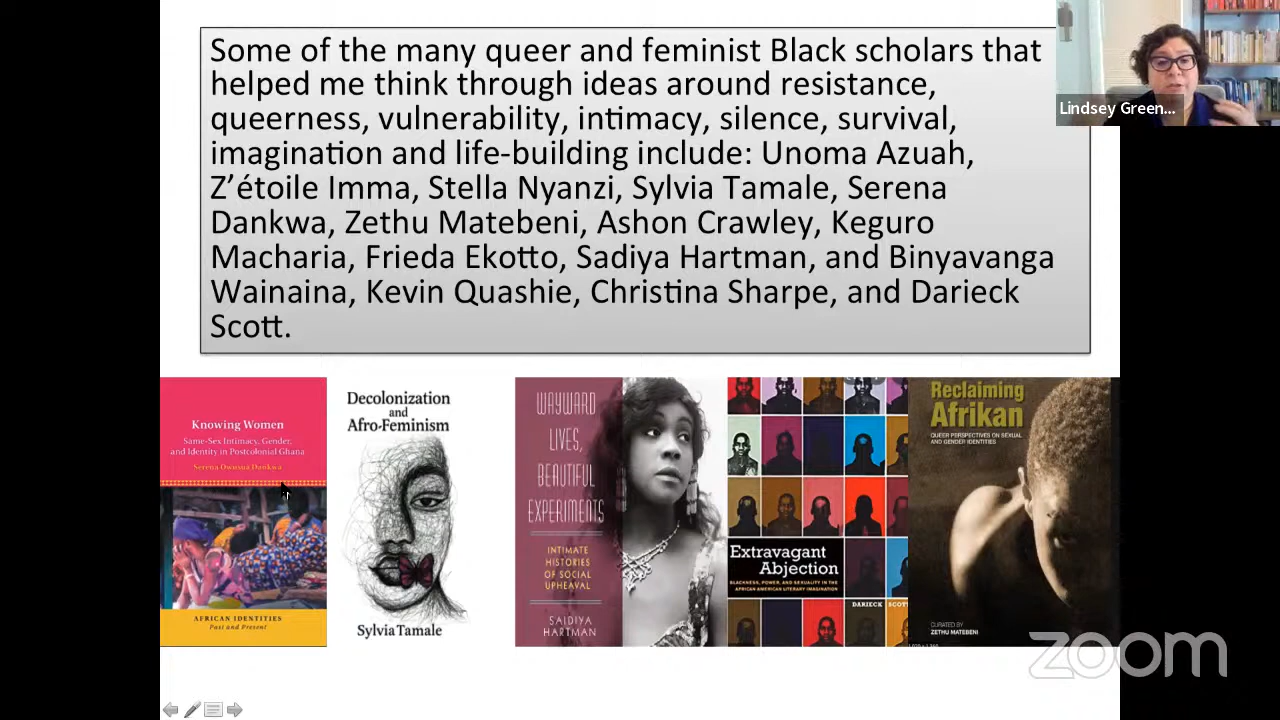 Some of the many queer and feminist Black scholars that
helped me think through ideas around resistance,
queerness, vulnerability, intimacy, silence, survival,
imagination and life-building include: Unoma Azuah,
Z’étoile Imma, Stella Nyanzi, Sylvia Tamale, Serena
Dankwa, Zethu Matebeni, Ashon Crawley, Keguro
Macharia, Frieda Ekotto, Sadiya Hartman, and Binyavanga
Wainaina, Kevin Quashie, Christina Sharpe, and Darieck
Scott.
Lindsey Green...
Knowing Women
Same-Sex Intimacy, Gender,
and Identity in Postcolonial Ghana
Serena Owusua Dankwa
AFRICAN IDENTITIES
Past and Present
Decolonization
and
Afro-Feminism
Sylvia Tamale
WAYWARD
LIVES,
BEAUTIFUL
EXPERIMENTS
INTIMATE
HISTORIES
OF SOCIAL
UPHEAVAL
SAIDIYA
HARTMAN
Extravagant
Abjection
BLACKNESS, POWER, AND SEXUALITY IN THE
AFRICAN AMERICAN LITERARY IMAGINATION
DARIECK SCOTT
Reclaiming
Afrikan
QUEER PERSPECTIVES ON SEXUAL
AND GENDER IDENTITIES
CURATED BY
ZETHU MATEBENI
zoom